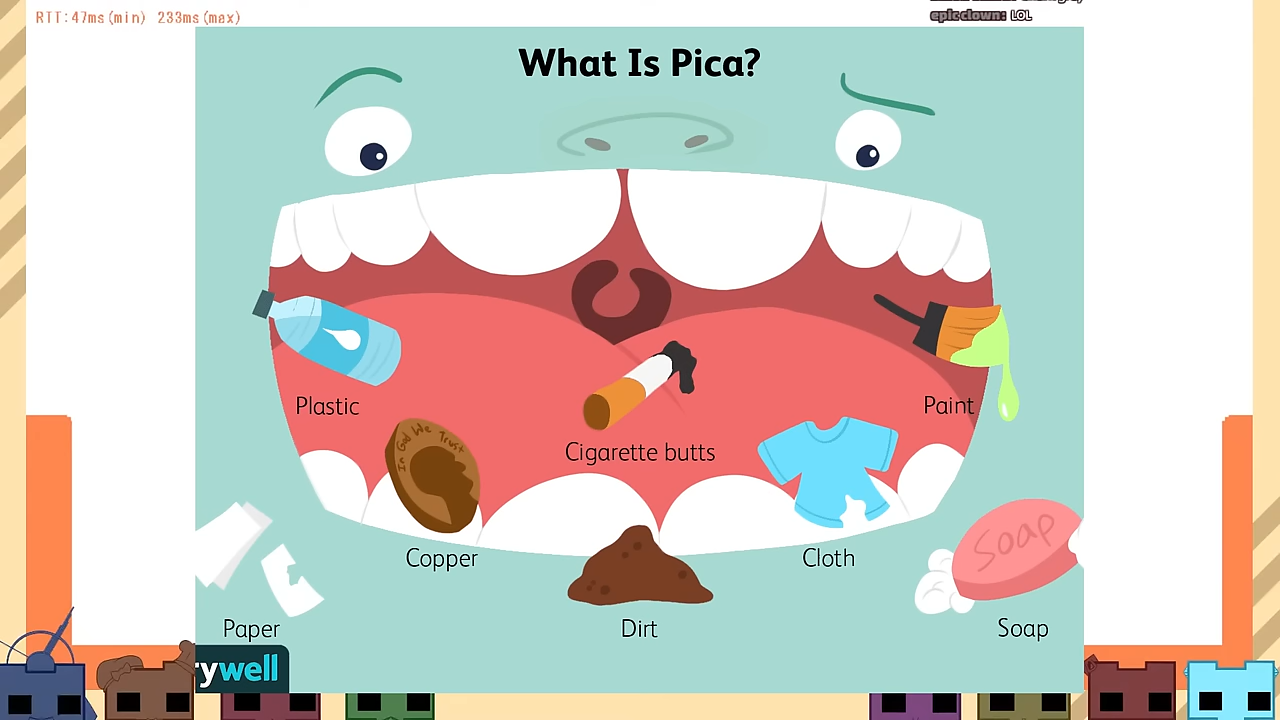 RTT:47ms(min) 233ms(max)
epicclown: LOL
What Is Pica?
Plastic
Paint
In God We Trust
Cigarette butts
Copper
Cloth
Soap
Paper
Dirt
Soap
rywell